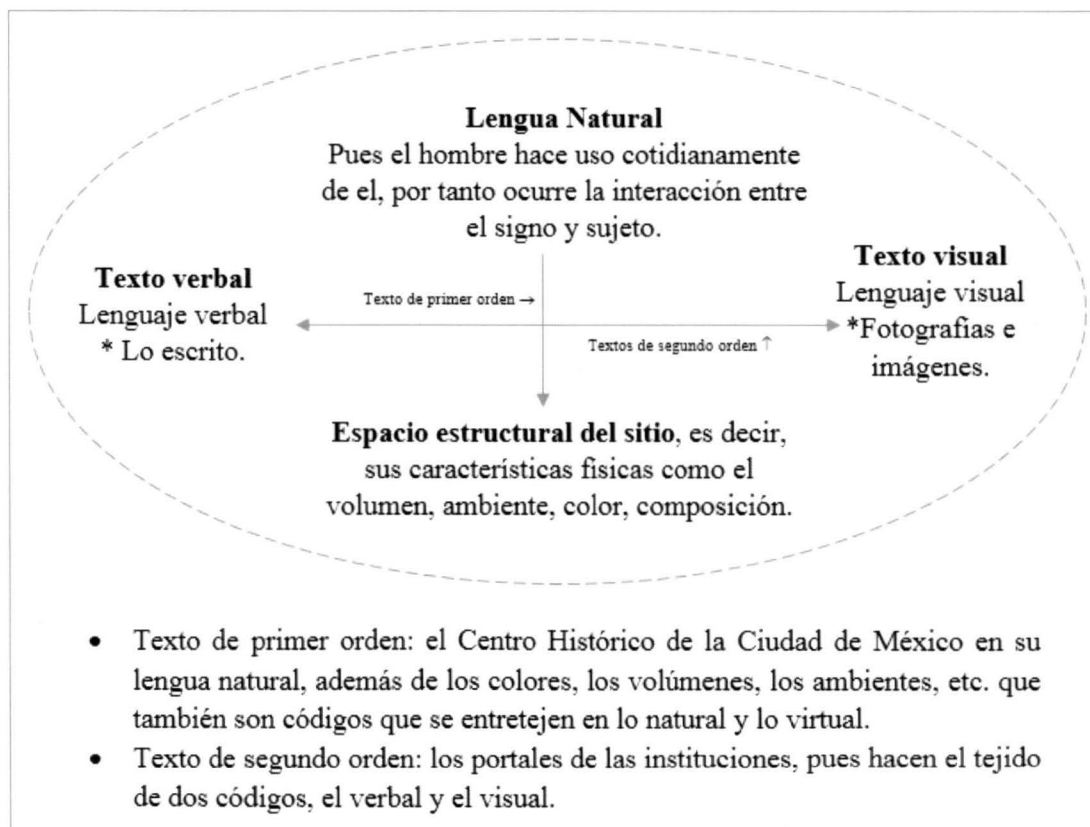 Lengua Natural
Pues el hombre hace uso cotidianamente
de el, por tanto ocurre la interacción entre
el signo y sujeto.
Texto verbal
Lenguaje verbal
* Lo escrito.
Texto de primer orden →
Textos de segundo orden ↑
Texto visual
Lenguaje visual
*Fotografías e
imágenes.
Espacio estructural del sitio, es decir,
sus características físicas como el
volumen, ambiente, color, composición.
• Texto de primer orden: el Centro Histórico de la Ciudad de México en su
lengua natural, además de los colores, los volúmenes, los ambientes, etc. que
también son códigos que se entretejen en lo natural y lo virtual.
• Texto de segundo orden: los portales de las instituciones, pues hacen el tejido
de dos códigos, el verbal y el visual.